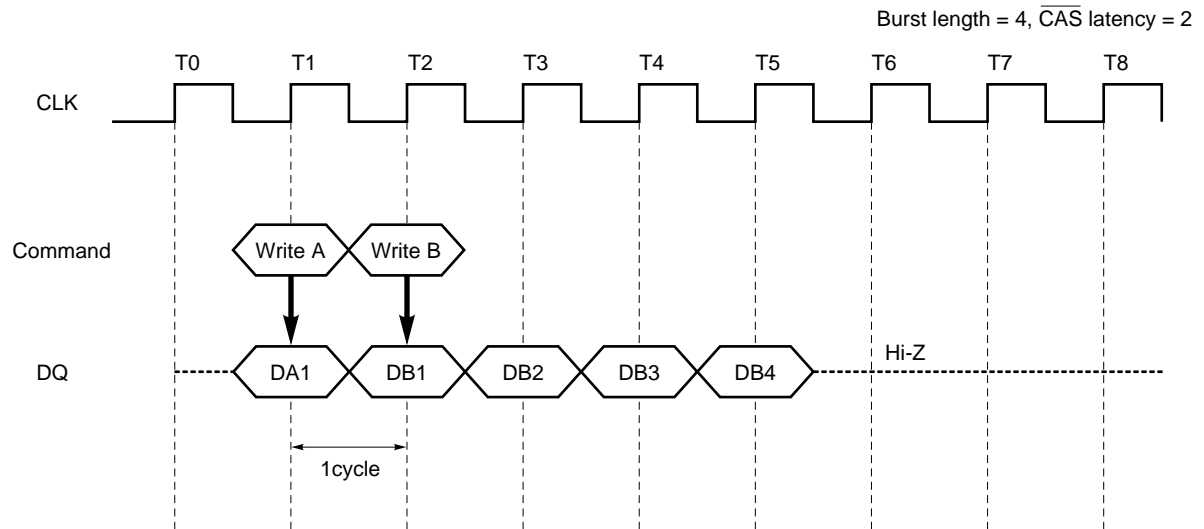 Burst length = 4, CAS latency = 2
T0 T1 T2 T3 T4 T5 T6 T7 T8
CLK
Command Write A Write B
Hi-Z
DQ DA1 DB1 DB2 DB3 DB4
1cycle